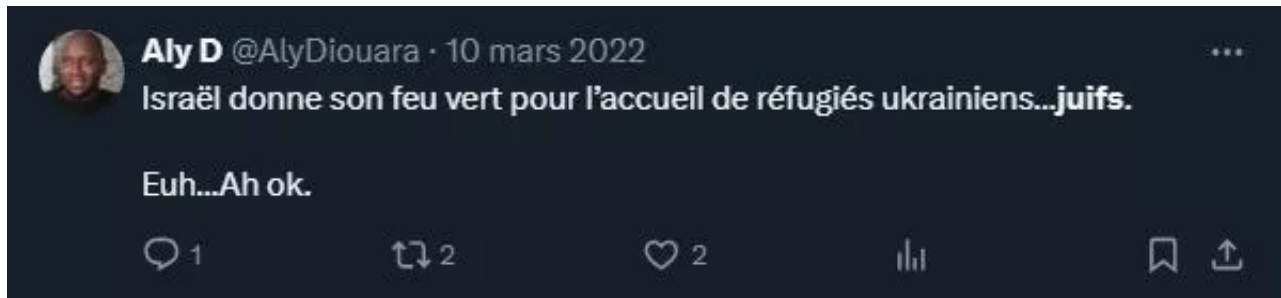 Aly D @AlyDiouara · 10 mars 2022
Israël donne son feu vert pour l’accueil de réfugiés ukrainiens...juifs.
Euh...Ah ok.
1 2 2